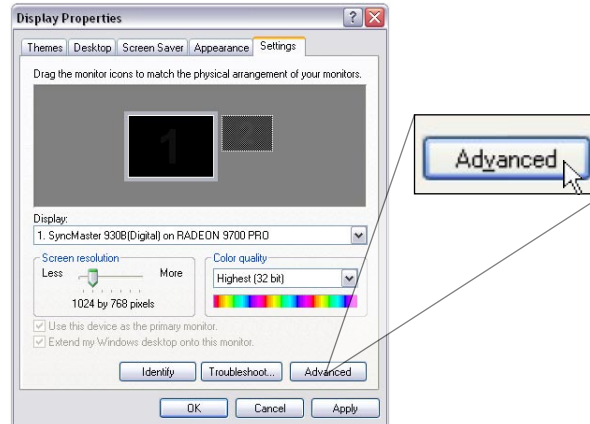 Display Properties
Themes Desktop Screen Saver Appearance Settings
Drag the monitor icons to match the physical arrangement of your monitors.
1
2
Display:
1. SyncMaster 930B(Digital) on RADEON 9700 PRO
Screen resolution
Less More
1024 by 768 pixels
Color quality
Highest (32 bit)
Use this device as the primary monitor.
Extend my Windows desktop onto this monitor.
Identify Troubleshoot... Advanced
OK Cancel Apply
Advanced